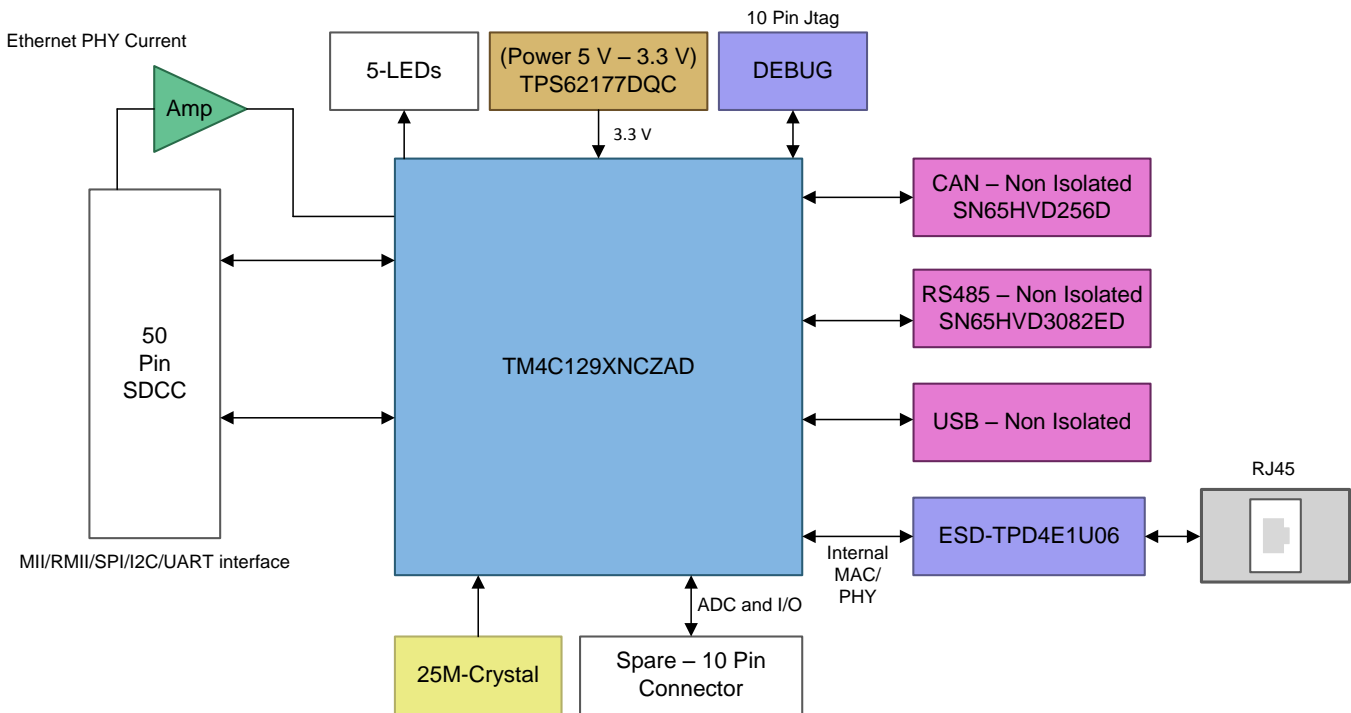 10 Pin Jtag
Ethernet PHY Current
Amp
5-LEDs
(Power 5 V – 3.3 V)
TPS62177DQC
DEBUG
3.3 V
CAN – Non Isolated
SN65HVD256D
RS485 – Non Isolated
SN65HVD3082ED
50
Pin
SDCC
TM4C129XNCZAD
USB – Non Isolated
RJ45
ESD-TPD4E1U06
MII/RMII/SPI/I2C/UART interface
Internal
MAC/
PHY
ADC and I/O
25M-Crystal
Spare – 10 Pin
Connector